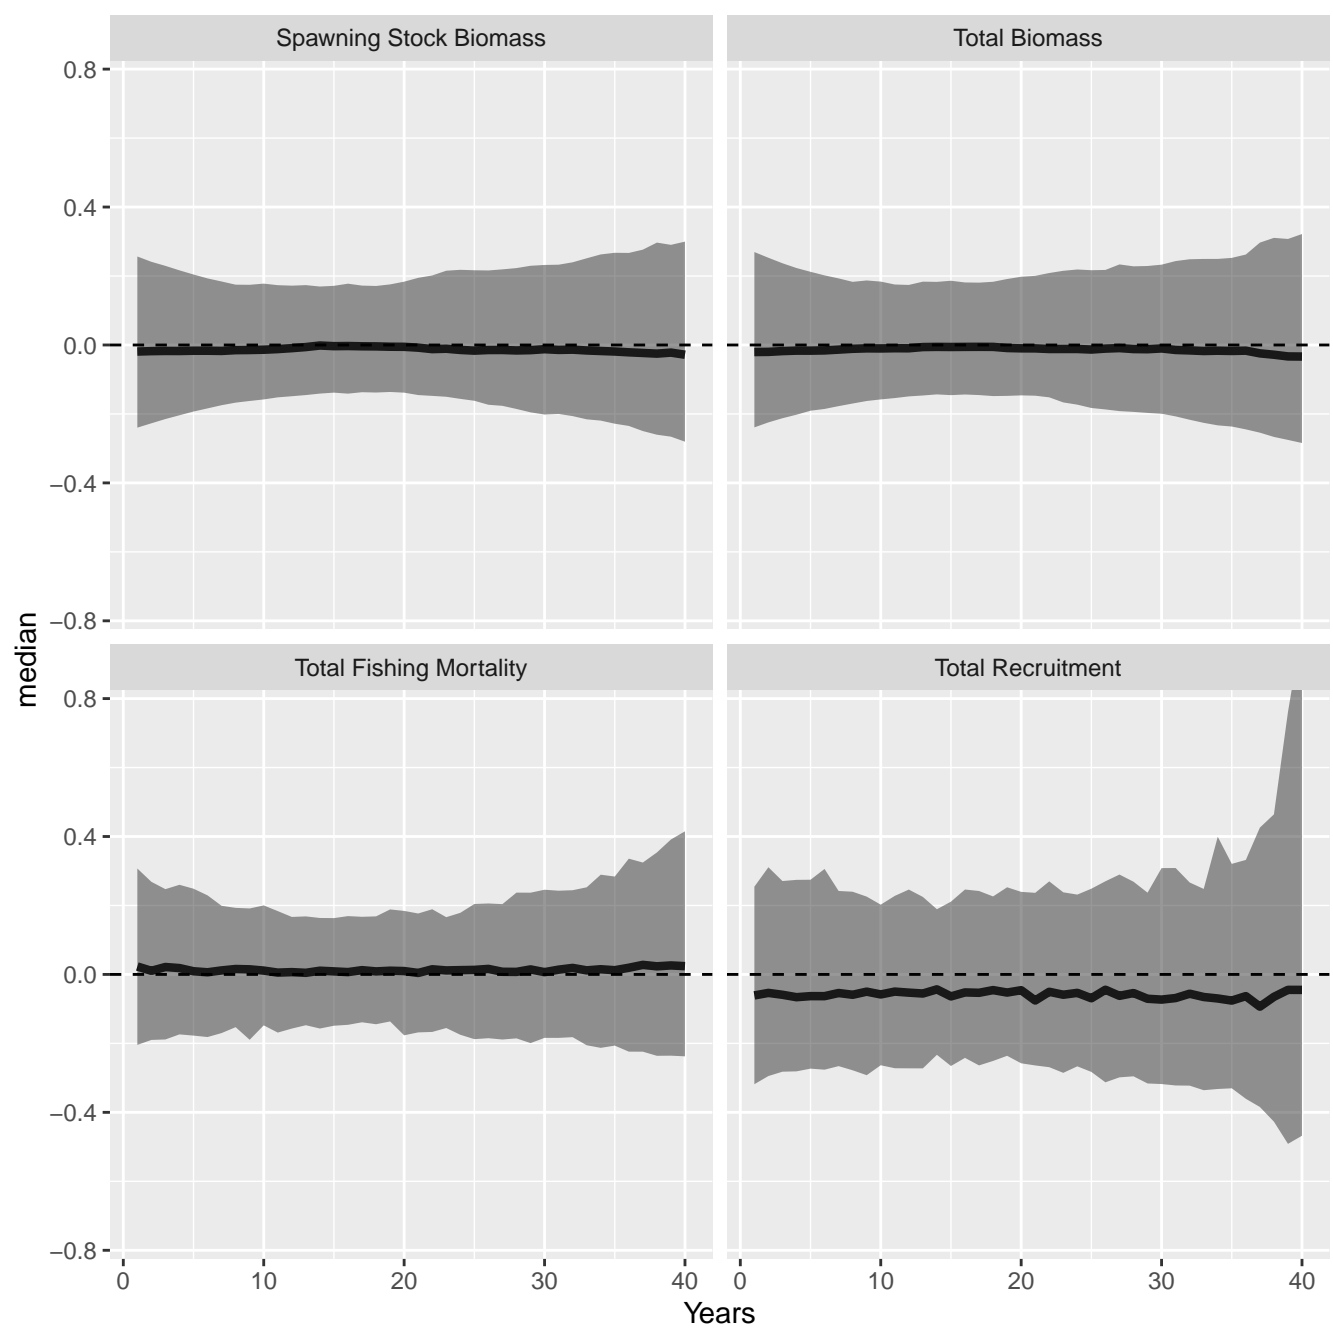 Spawning Stock Biomass
Total Biomass
0.8
0.4
0.0
−0.4
−0.8
median
Total Fishing Mortality
Total Recruitment
0.8
0.4
0.0
−0.4
−0.8
0 10 20 30 40
0 10 20 30 40
Years